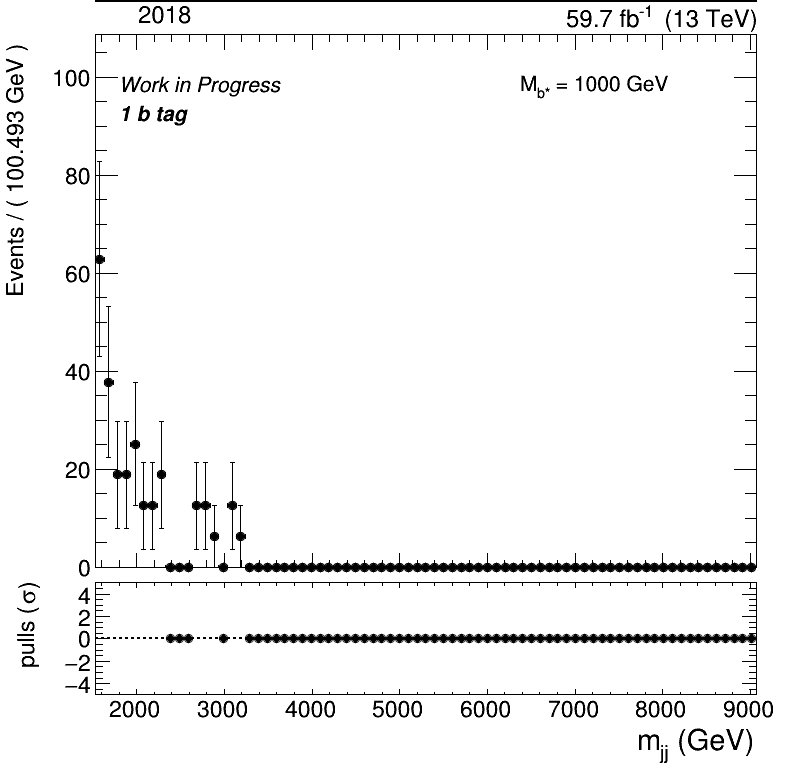 2018
59.7 fb⁻¹ (13 TeV)
Events / ( 100.493 GeV )
100
80
60
40
20
0
Work in Progress
1 b tag
M_b* = 1000 GeV
pulls (σ)
4
2
0
−2
−4
2000 3000 4000 5000 6000 7000 8000 9000
m_jj (GeV)